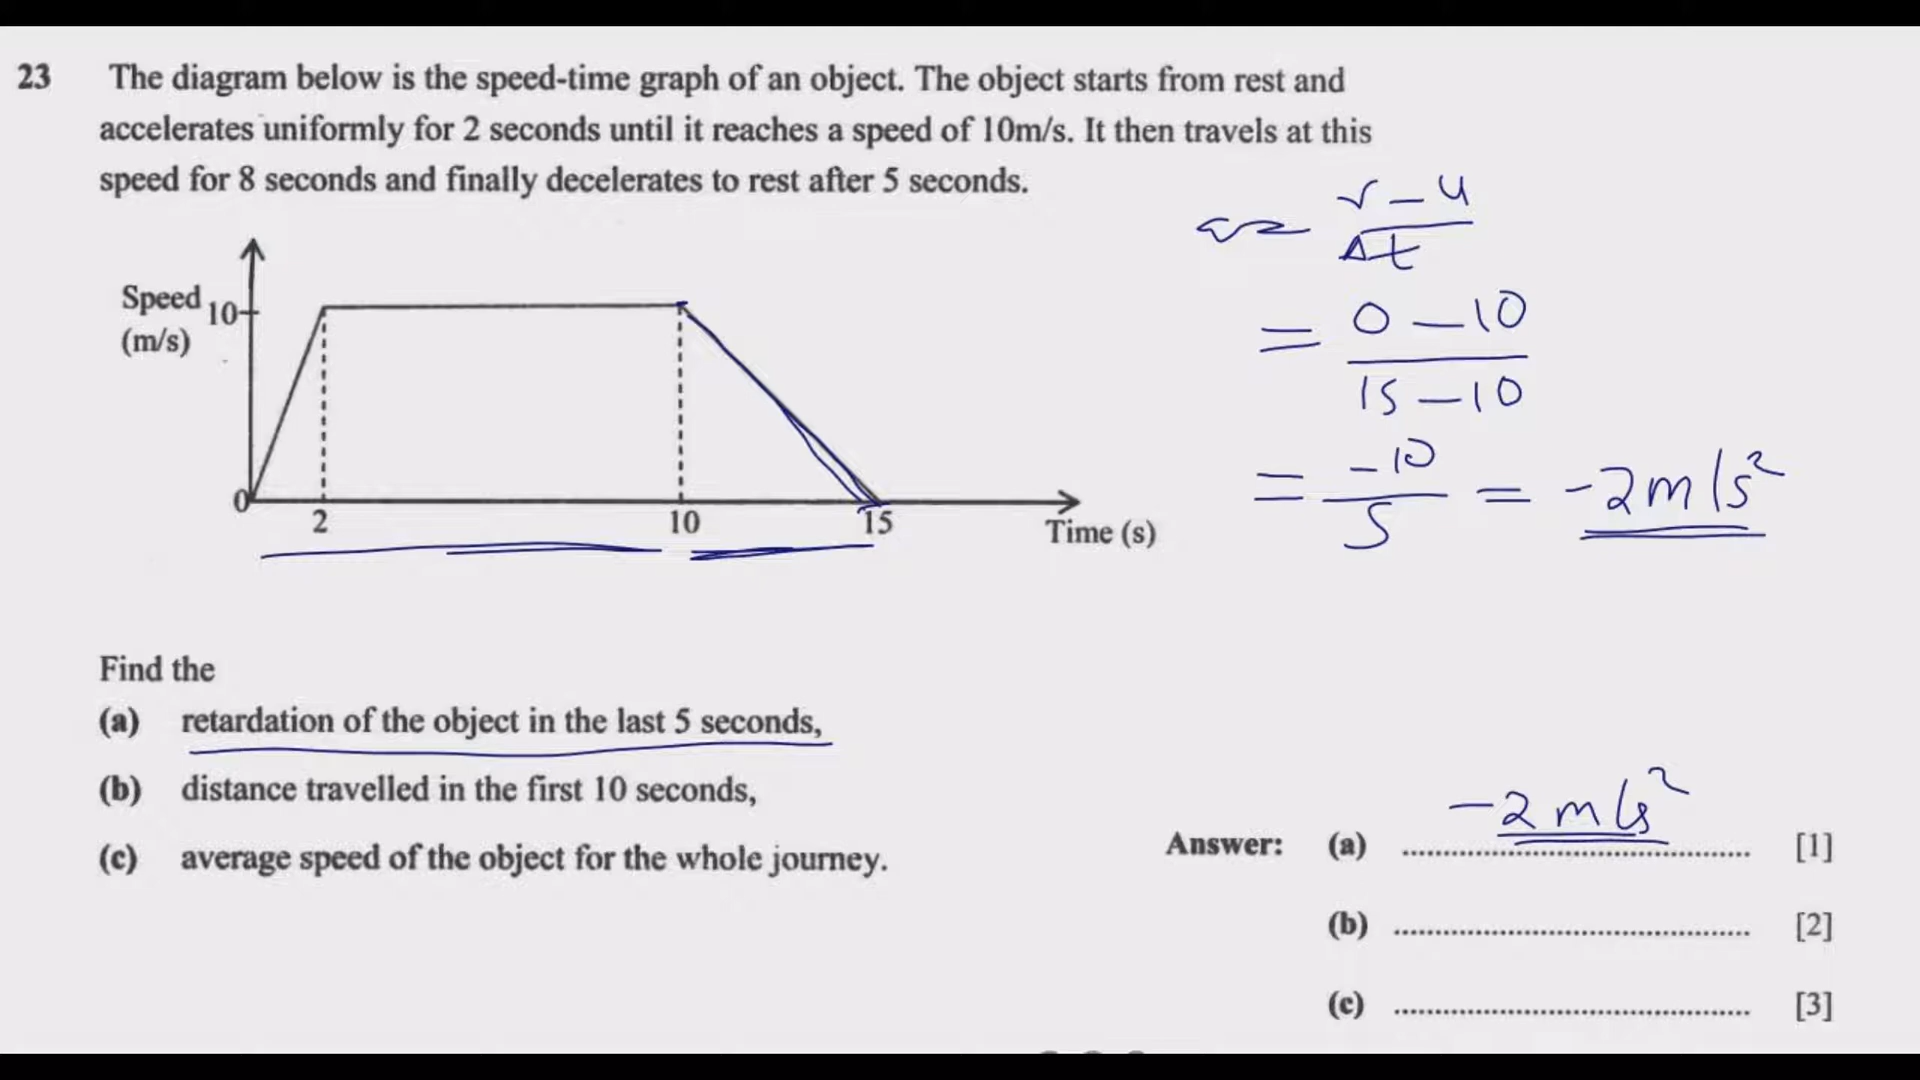 23 The diagram below is the speed-time graph of an object. The object starts from rest and
accelerates uniformly for 2 seconds until it reaches a speed of 10m/s. It then travels at this
speed for 8 seconds and finally decelerates to rest after 5 seconds.
Speed
(m/s)
10
0
2
10
15
Time (s)
a = v - u
Δt
= 0 - 10
15 - 10
= -10
5
= -2m/s²
Find the
(a) retardation of the object in the last 5 seconds,
(b) distance travelled in the first 10 seconds,
(c) average speed of the object for the whole journey.
-2m/s²
Answer: (a) .......................................... [1]
(b) .......................................... [2]
(c) .......................................... [3]